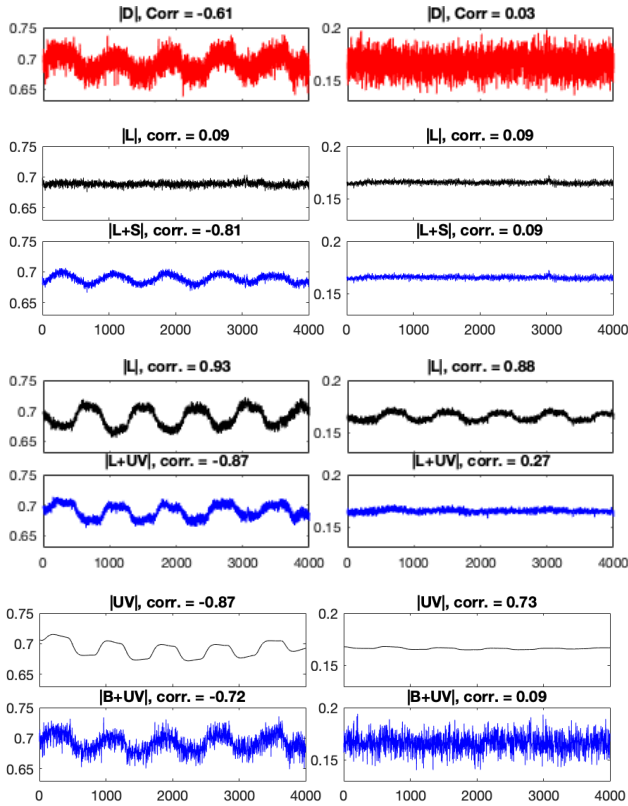 |D|, Corr = -0.61
|D|, Corr = 0.03
0.75
0.7
0.65
0.2
0.15
|L|, corr. = 0.09
|L|, corr. = 0.09
0.75
0.7
0.65
0.2
0.15
|L+S|, corr. = -0.81
|L+S|, corr. = 0.09
0.75
0.7
0.65
0.2
0.15
0 1000 2000 3000 4000
0 1000 2000 3000 4000
|L|, corr. = 0.93
|L|, corr. = 0.88
0.75
0.7
0.65
0.2
0.15
|L+UV|, corr. = -0.87
|L+UV|, corr. = 0.27
0.75
0.7
0.65
0.2
0.15
0 1000 2000 3000 4000
0 1000 2000 3000 4000
|UV|, corr. = -0.87
|UV|, corr. = 0.73
0.75
0.7
0.65
0.2
0.15
|B+UV|, corr. = -0.72
|B+UV|, corr. = 0.09
0.75
0.7
0.65
0.2
0.15
0 1000 2000 3000 4000
0 1000 2000 3000 4000